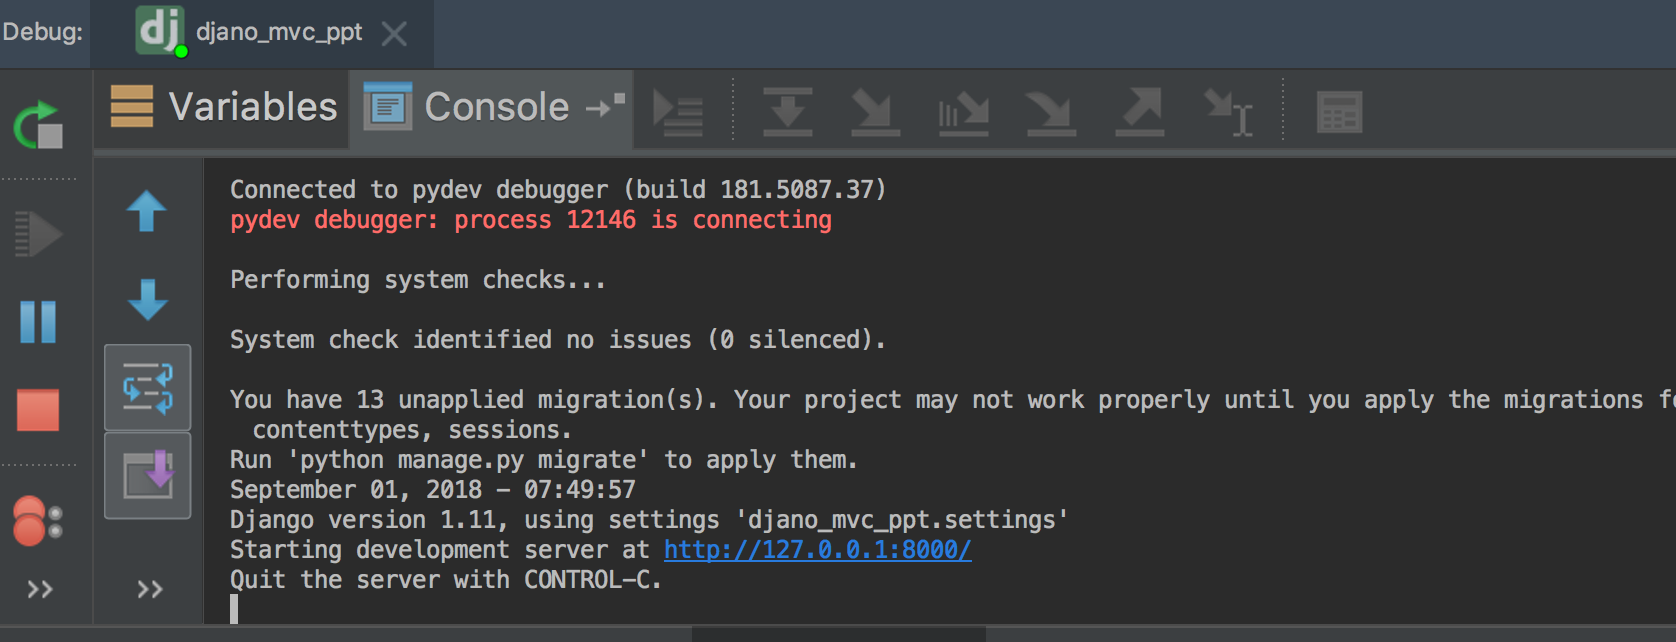 Debug:
dj
djano_mvc_ppt
Variables
Console
Connected to pydev debugger (build 181.5087.37)
pydev debugger: process 12146 is connecting
Performing system checks...
System check identified no issues (0 silenced).
You have 13 unapplied migration(s). Your project may not work properly until you apply the migrations
contenttypes, sessions.
Run 'python manage.py migrate' to apply them.
September 01, 2018 - 07:49:57
Django version 1.11, using settings 'djano_mvc_ppt.settings'
Starting development server at http://127.0.0.1:8000/
Quit the server with CONTROL-C.